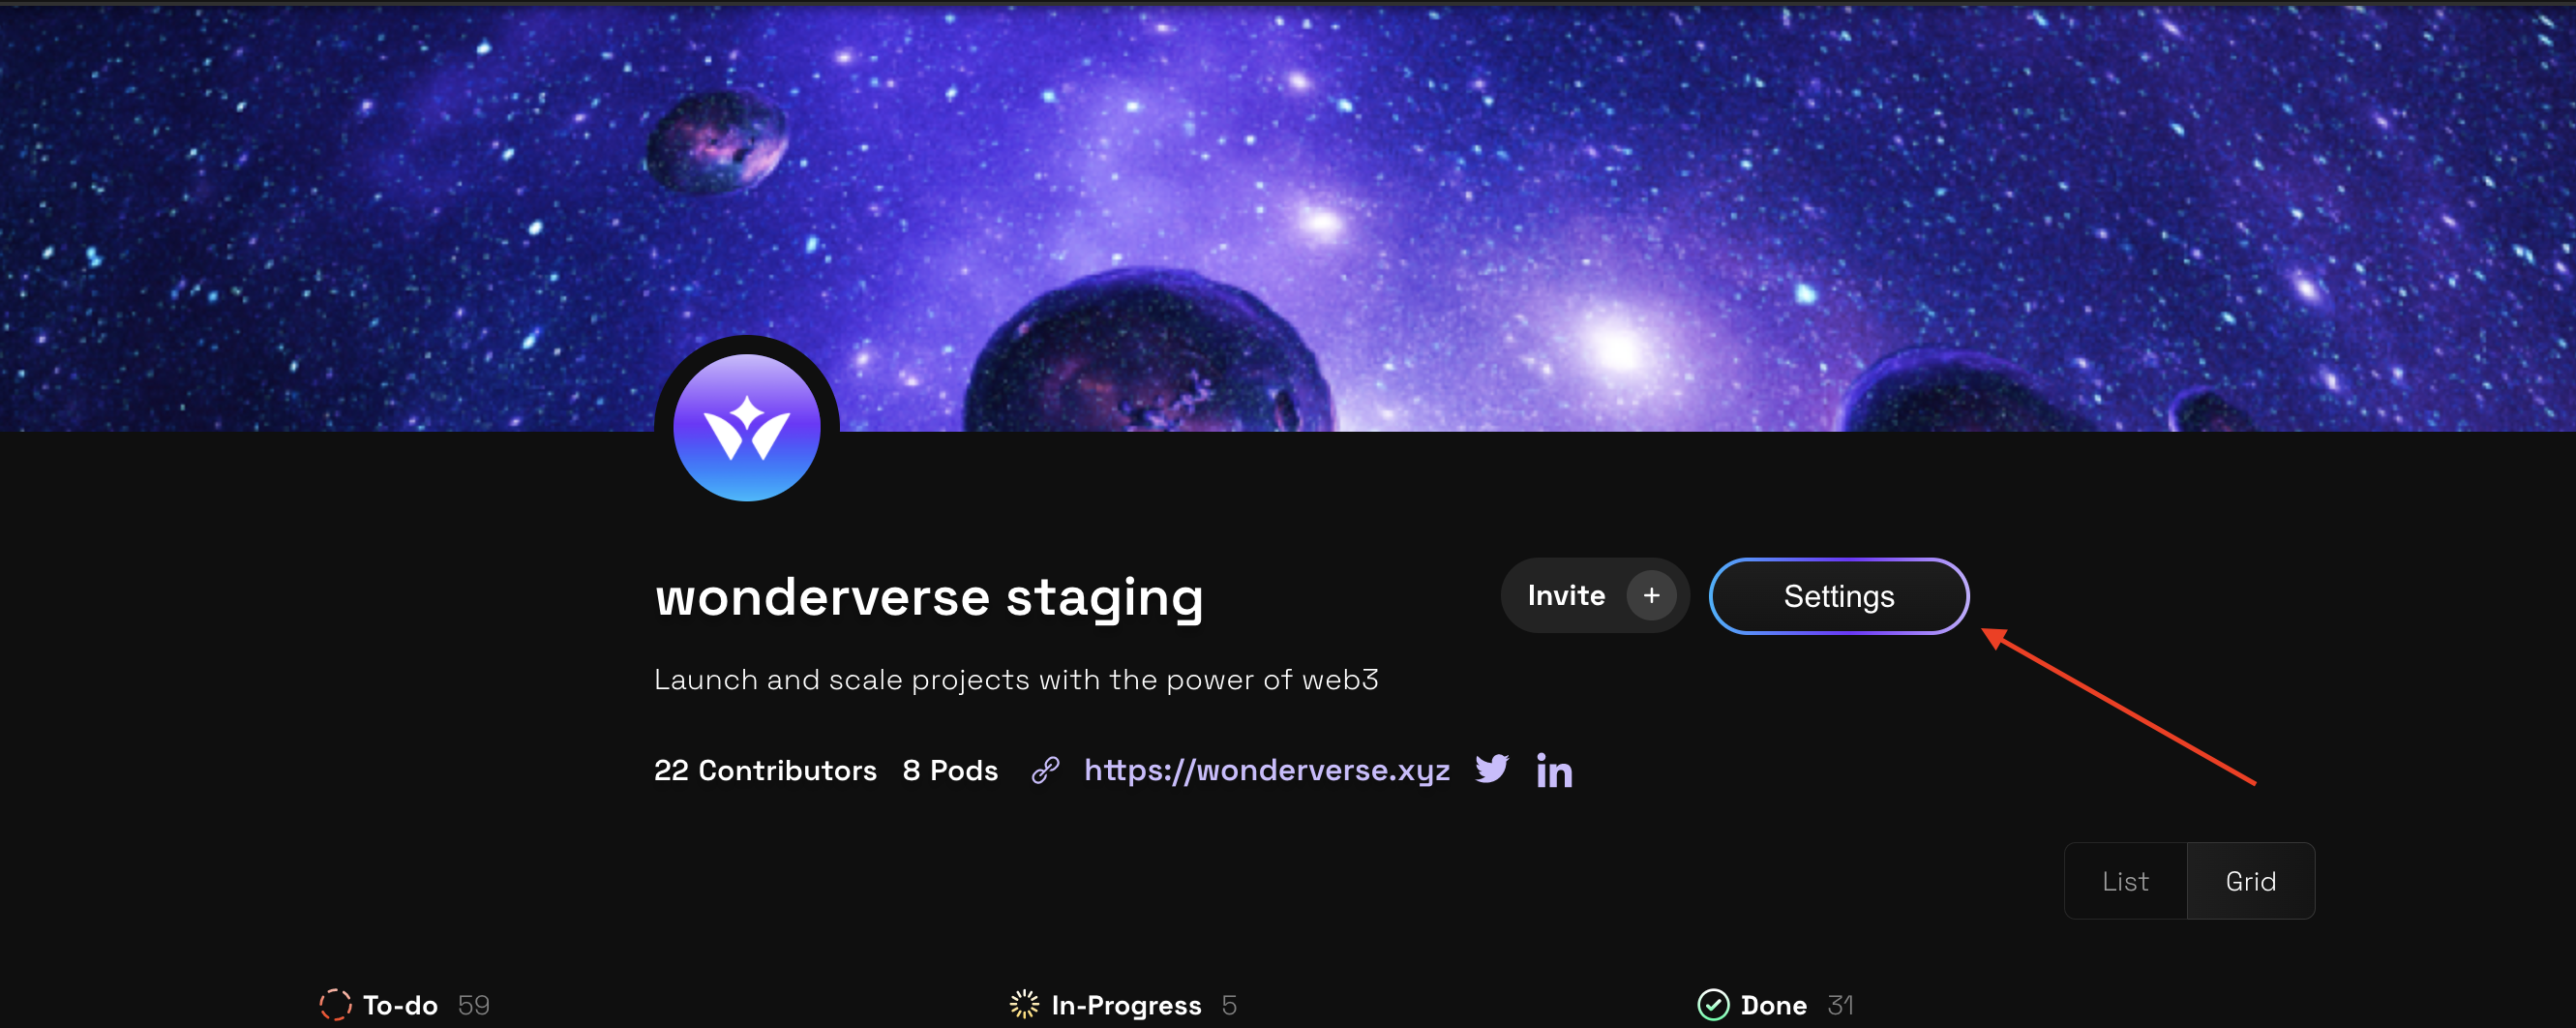 wonderverse staging
Invite +
Settings
Launch and scale projects with the power of web3
22 Contributors 8 Pods https://wonderverse.xyz in
List Grid
To-do 59 In-Progress 5 Done 31